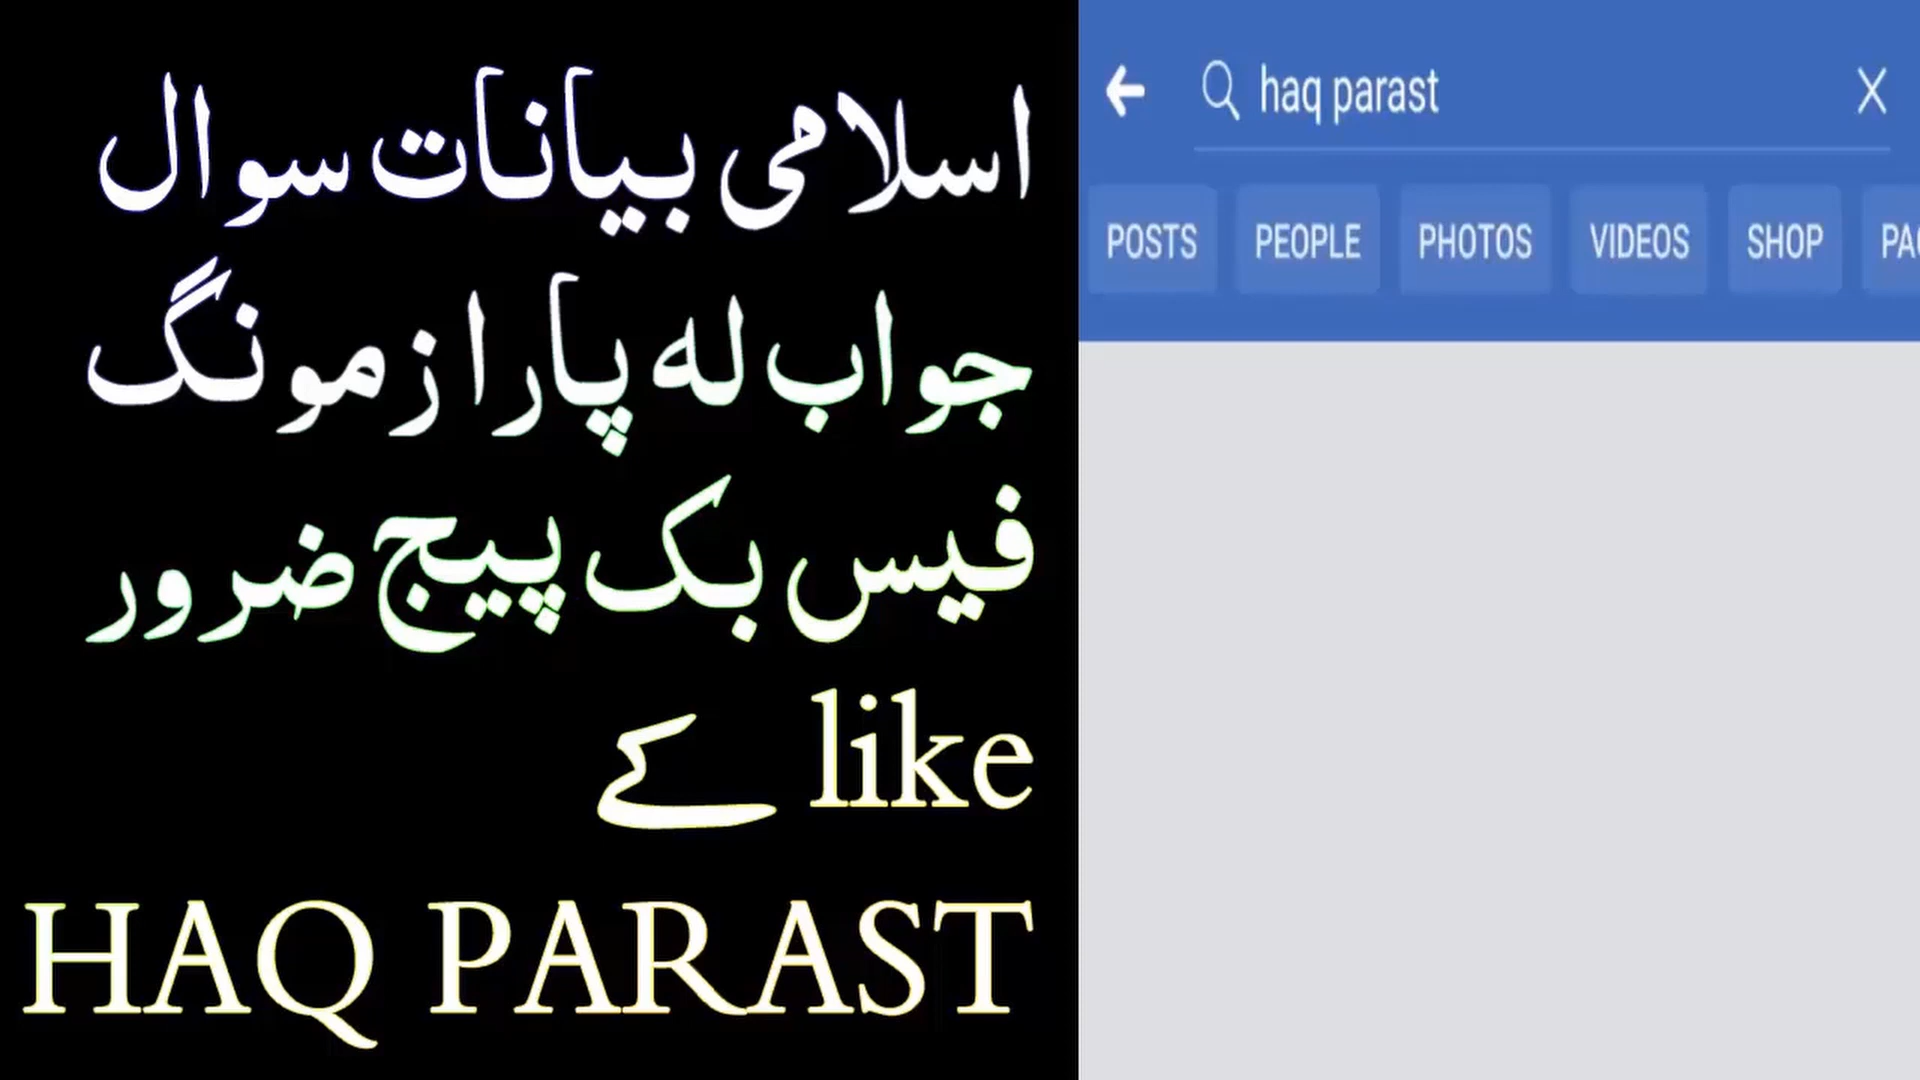 اسلامی بیانات سوال
جواب له پارا زمونگ
فیس بک پیج ضرور
like کے
HAQ PARAST
haq parast
POSTS PEOPLE PHOTOS VIDEOS SHOP